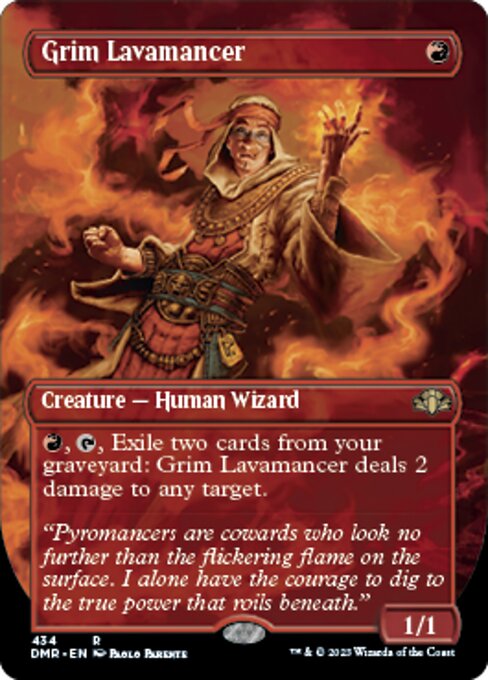 Grim Lavamancer
Creature — Human Wizard
, , Exile two cards from your
graveyard: Grim Lavamancer deals 2
damage to any target.
“Pyromancers are cowards who look no
further than the flickering flame on the
surface. I alone have the courage to dig to
the true power that roils beneath.”
1/1
434 R
DMR • EN Paolo Parente
™ & © 2023 Wizards of the Coast